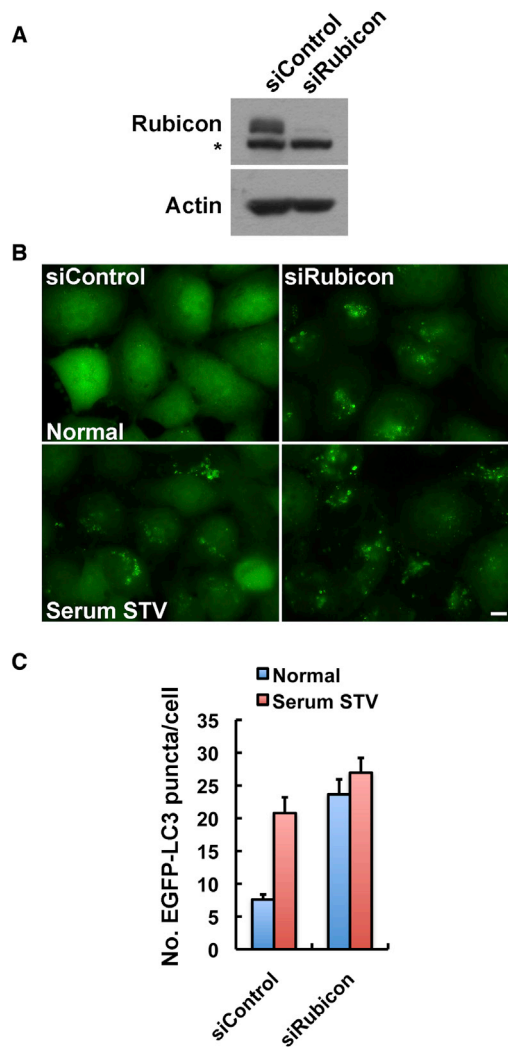 A
siControl
siRubicon
Rubicon
*
Actin
B
siControl
siRubicon
Normal
Serum STV
C
Normal
Serum STV
No. EGFP-LC3 puncta/cell
35
30
25
20
15
10
5
0
siControl
siRubicon